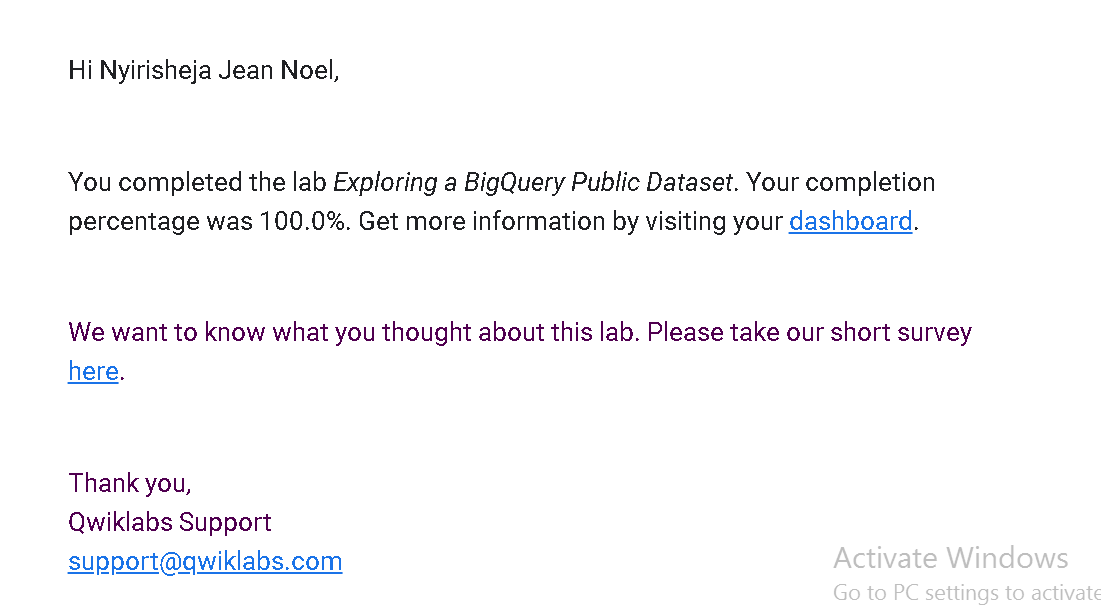 Hi Nyirisheja Jean Noel,
You completed the lab Exploring a BigQuery Public Dataset. Your completion
percentage was 100.0%. Get more information by visiting your dashboard.
We want to know what you thought about this lab. Please take our short survey
here.
Thank you,
Qwiklabs Support
support@qwiklabs.com
Activate Windows
Go to PC settings to activate